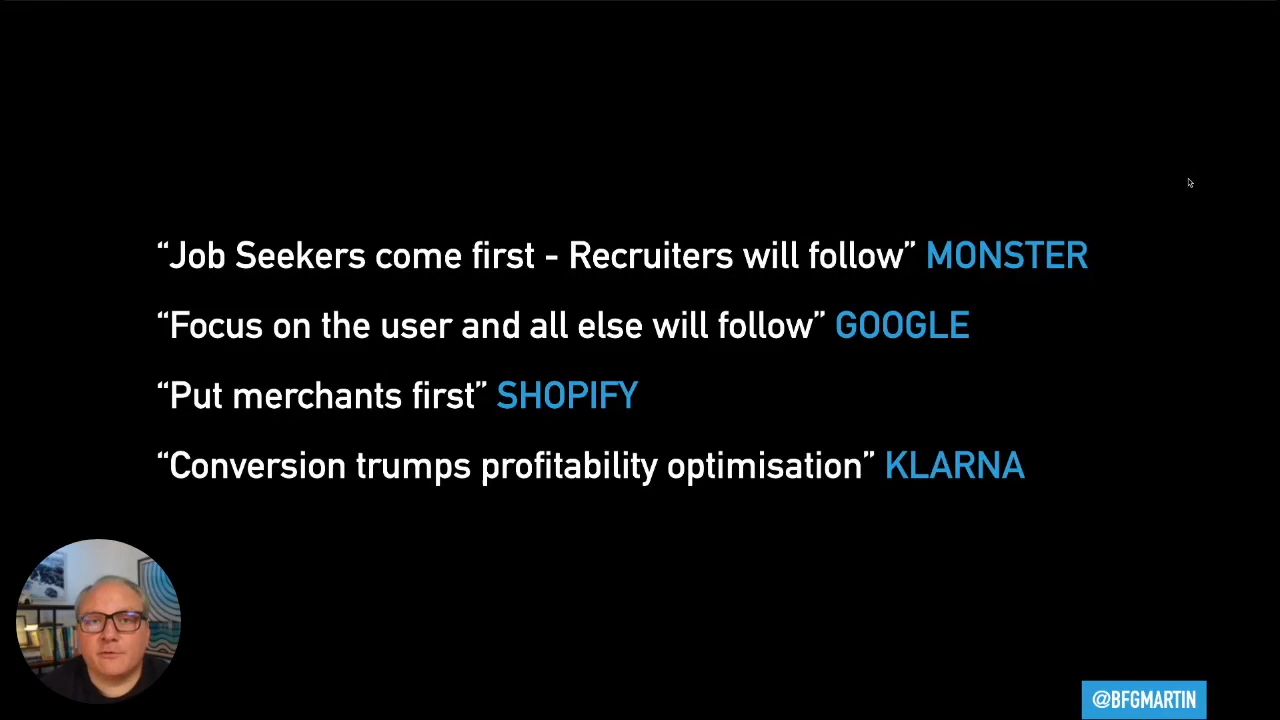 “Job Seekers come first - Recruiters will follow” MONSTER
“Focus on the user and all else will follow” GOOGLE
“Put merchants first” SHOPIFY
“Conversion trumps profitability optimisation” KLARNA
@BFGMARTIN